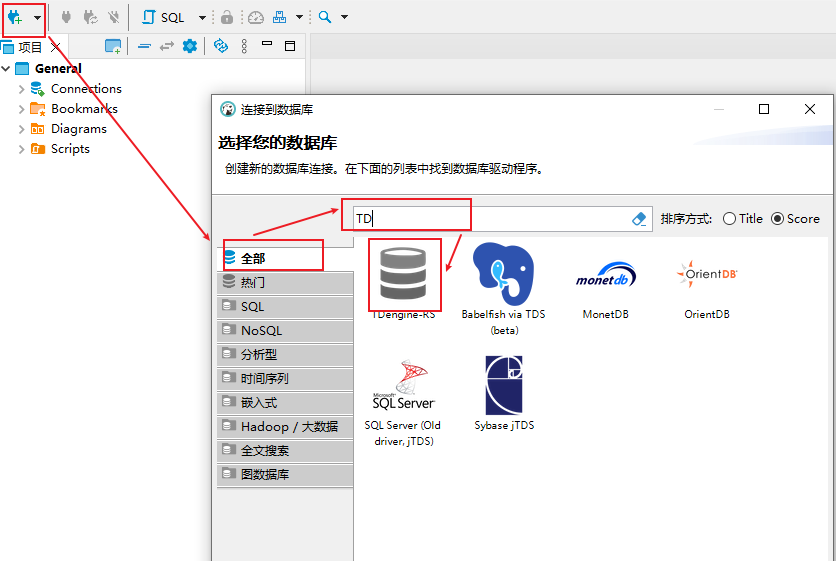 SQL
项目
General
Connections
Bookmarks
Diagrams
Scripts
连接到数据库
选择您的数据库
创建新的数据库连接。在下面的列表中找到数据库驱动程序。
TD
排序方式:
Title
Score
全部
热门
SQL
NoSQL
分析型
时间序列
嵌入式
Hadoop / 大数据
全文搜索
图数据库
TDengine-RS
Babelfish via TDS
(beta)
monetdb
MonetDB
OrientDB
OrientDB
Microsoft
SQL Server
SQL Server (Old
driver, jTDS)
Sybase jTDS